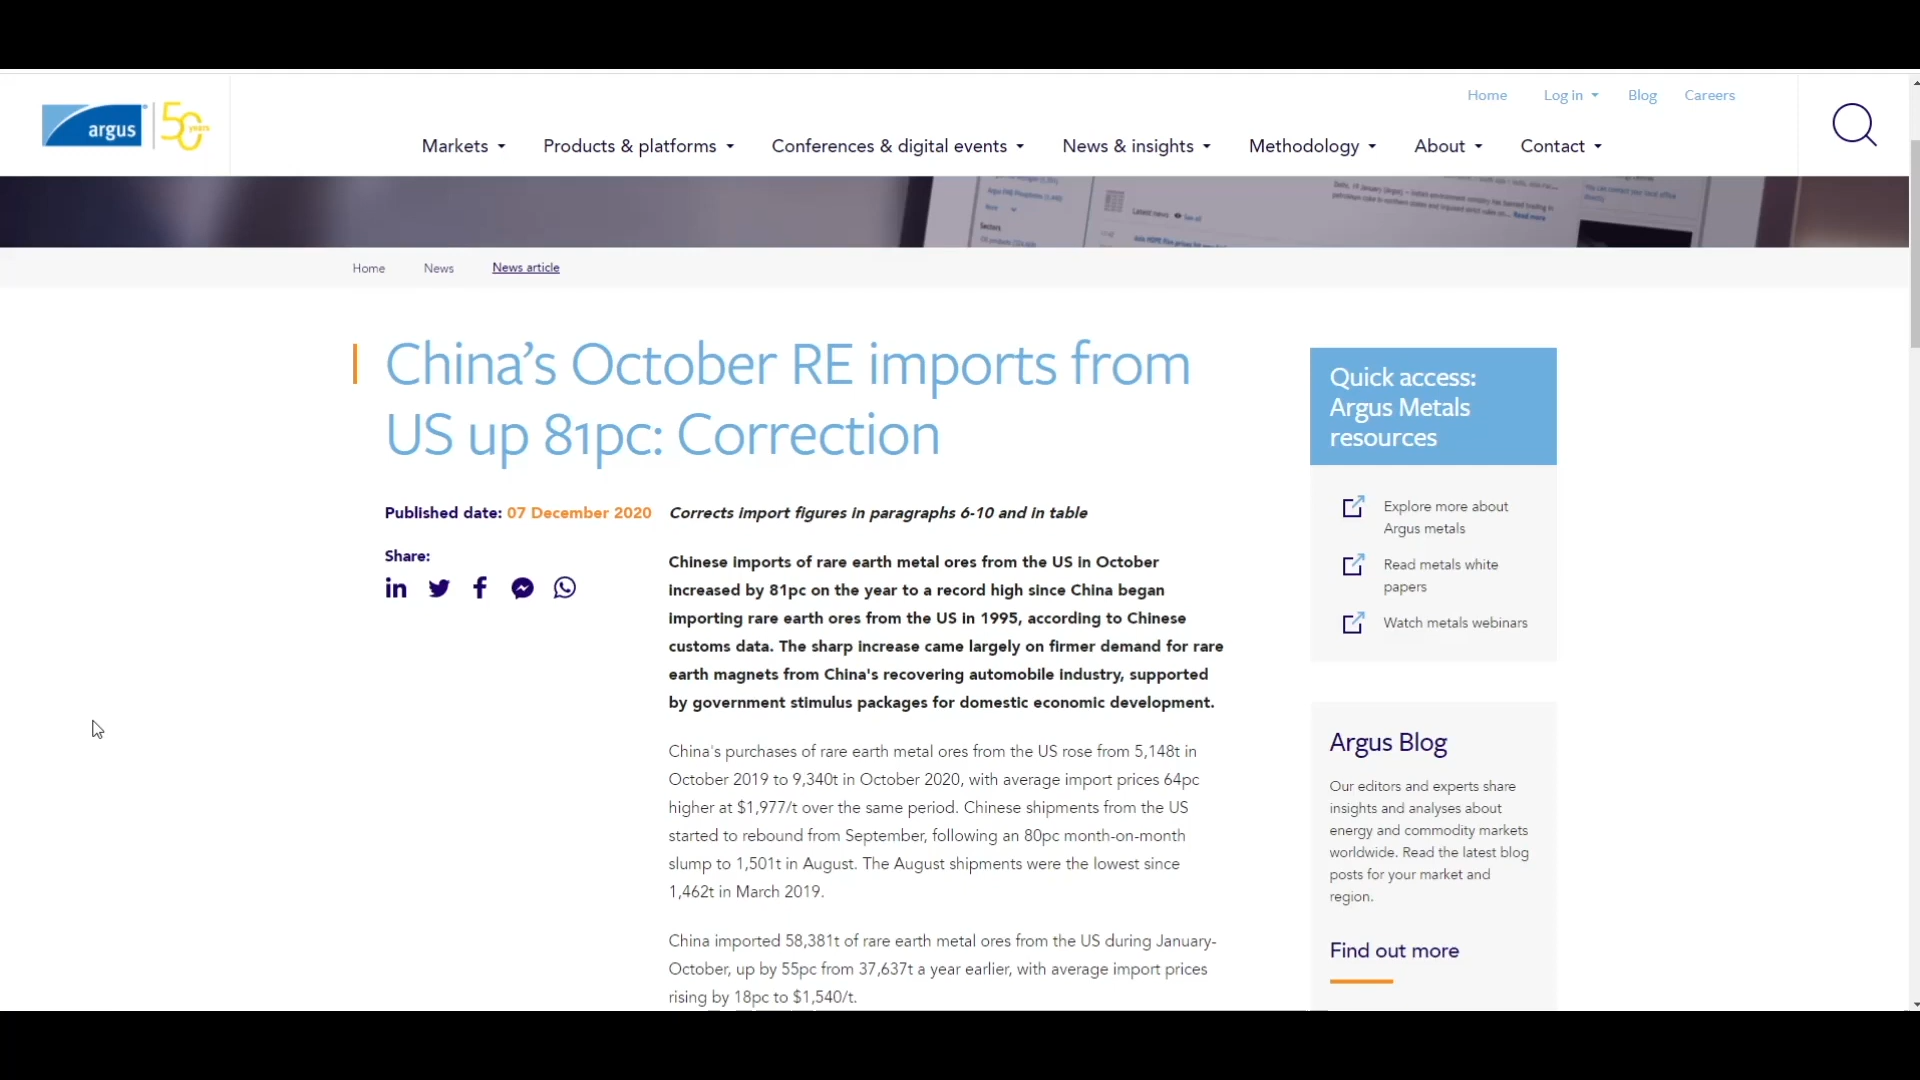 Home Log in Blog Careers
argus 50 years
Markets Products & platforms Conferences & digital events News & insights Methodology About Contact
Latest news See all
Read more
Sectors
Home News News article
China’s October RE imports from
US up 81pc: Correction
Published date: 07 December 2020
Share:
Corrects import figures in paragraphs 6-10 and in table
Chinese imports of rare earth metal ores from the US in October
increased by 81pc on the year to a record high since China began
importing rare earth ores from the US in 1995, according to Chinese
customs data. The sharp increase came largely on firmer demand for rare
earth magnets from China's recovering automobile industry, supported
by government stimulus packages for domestic economic development.
China's purchases of rare earth metal ores from the US rose from 5,148t in
October 2019 to 9,340t in October 2020, with average import prices 64pc
higher at $1,977/t over the same period. Chinese shipments from the US
started to rebound from September, following an 80pc month-on-month
slump to 1,501t in August. The August shipments were the lowest since
1,462t in March 2019.
China imported 58,381t of rare earth metal ores from the US during January-
October, up by 55pc from 37,637t a year earlier, with average import prices
rising by 18pc to $1,540/t.
Quick access:
Argus Metals
resources
Explore more about
Argus metals
Read metals white
papers
Watch metals webinars
Argus Blog
Our editors and experts share
insights and analyses about
energy and commodity markets
worldwide. Read the latest blog
posts for your market and
region.
Find out more